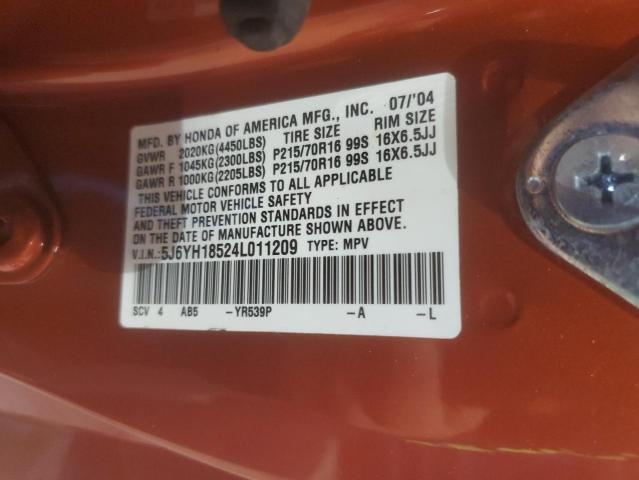 MFD. BY HONDA OF AMERICA MFG., INC. 07/'04
GVWR 2020KG(4450LBS) TIRE SIZE RIM SIZE
GAWR F 1045KG(2300LBS) P215/70R16 99S 16X6.5JJ
GAWR R 1000KG(2205LBS) P215/70R16 99S 16X6.5JJ
THIS VEHICLE CONFORMS TO ALL APPLICABLE
FEDERAL MOTOR VEHICLE SAFETY
AND THEFT PREVENTION STANDARDS IN EFFECT
ON THE DATE OF MANUFACTURE SHOWN ABOVE.
V.I.N.:5J6YH18524L011209 TYPE: MPV
SCV 4 AB5 -YR539P -A -L